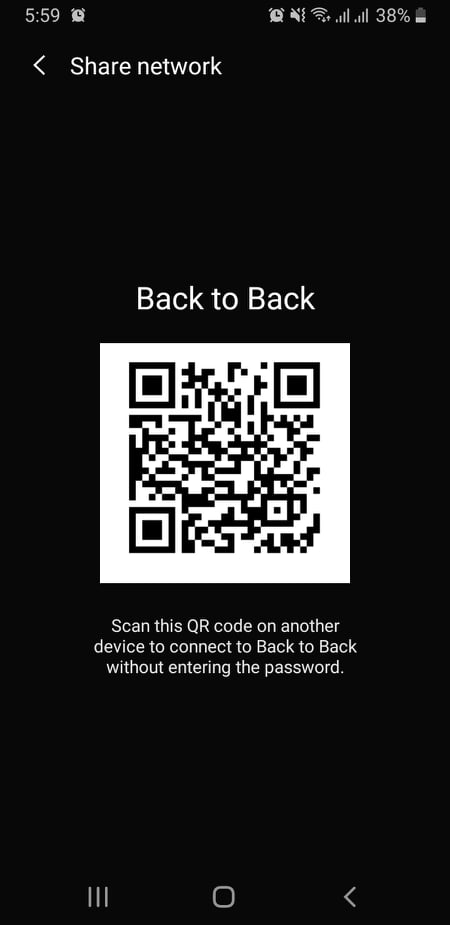 5:59 38%
Share network
Back to Back
Scan this QR code on another
device to connect to Back to Back
without entering the password.